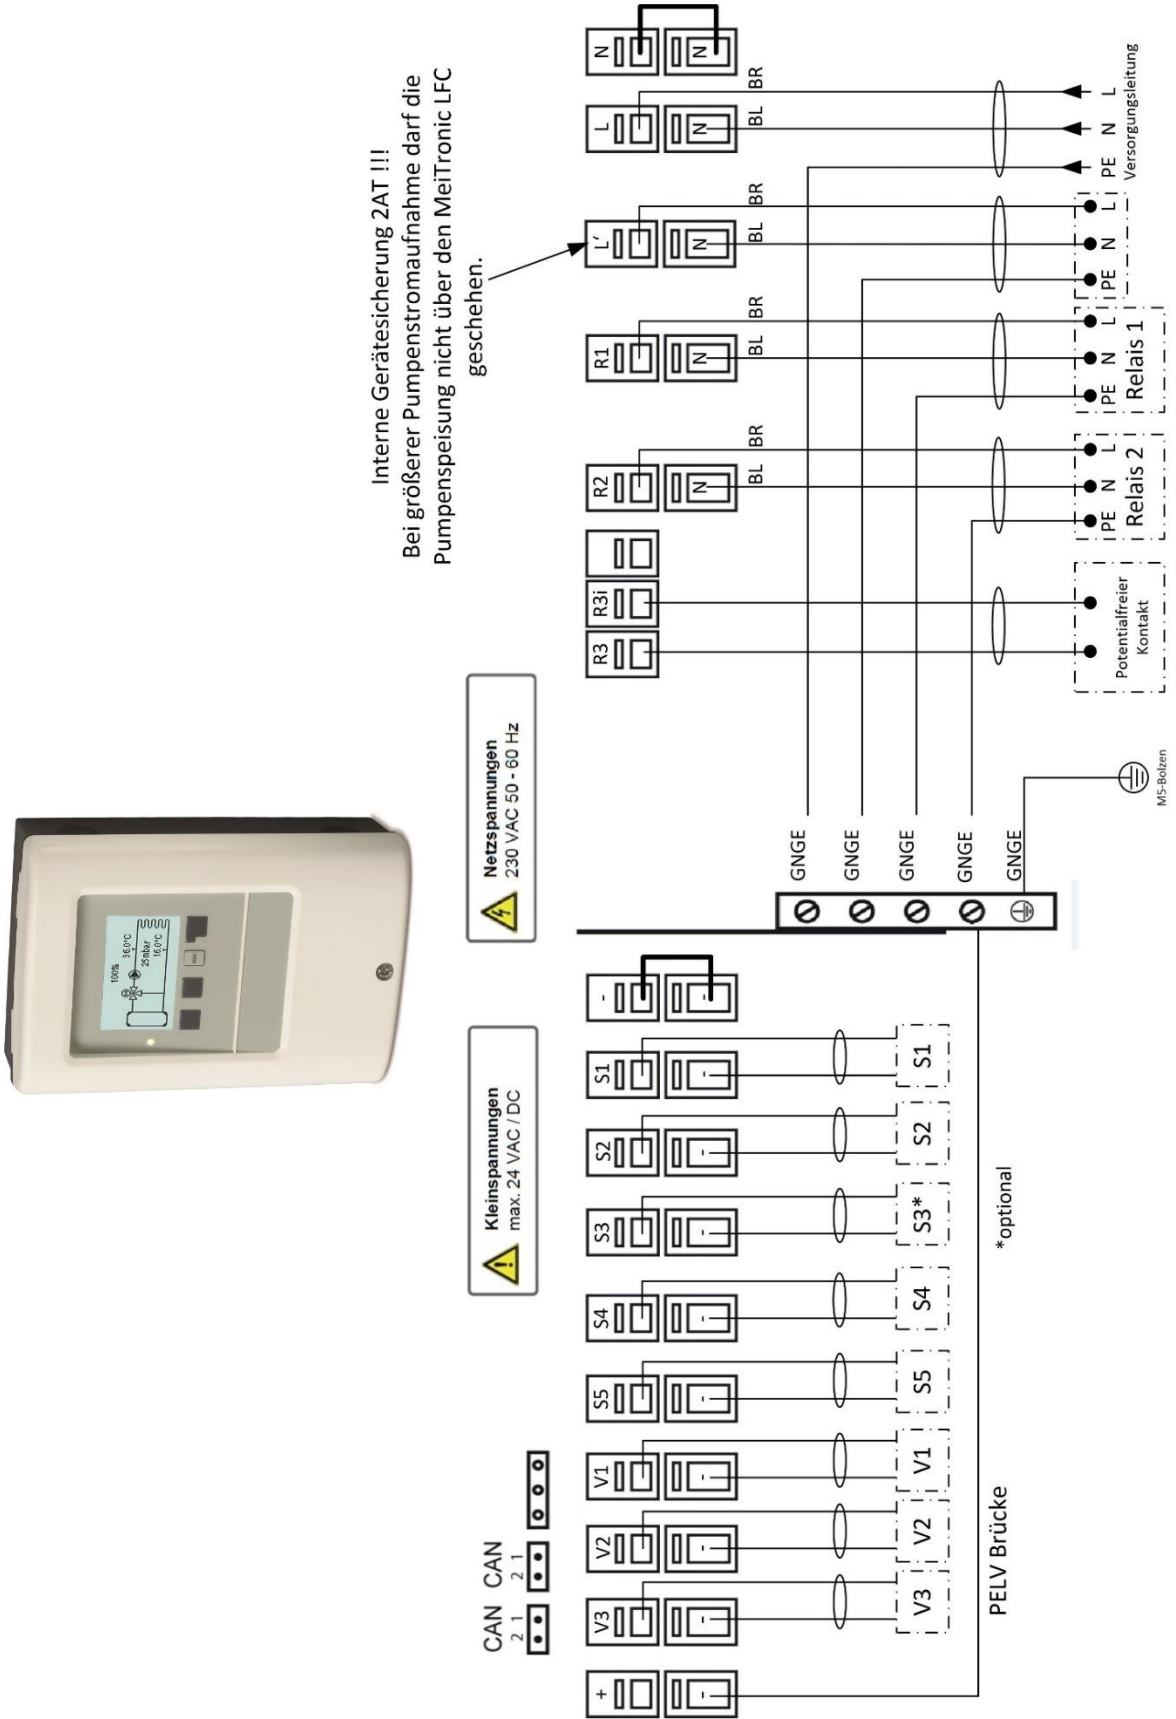 100%
36,0°C
25mbar
16,0°C
esc
Interne Gerätesicherung 2AT !!!
Bei größerer Pumpenstromaufnahme darf die
Pumpenspeisung nicht über den MeiTronic LFC
geschehen.
CAN CAN
2 1 2 1
Kleinspannungen
max. 24 VAC / DC
Netzspannungen
230 VAC 50 - 60 Hz
+ V3 V2 V1 S5 S4 S3 S2 S1 -
R3 R3i R2 R1 L´ L N
- - - - - - - - - -
N N N N N
BL BR BL BR BL BR BL BR
GNGE
GNGE
GNGE
GNGE
GNGE
V3 V2 V1 S5 S4 S3* S2 S1
PELV Brücke
*optional
M5-Bolzen
Potentialfreier
Kontakt
PE N L
Relais 2
PE N L
Relais 1
PE N L
PE N L
Versorgungsleitung